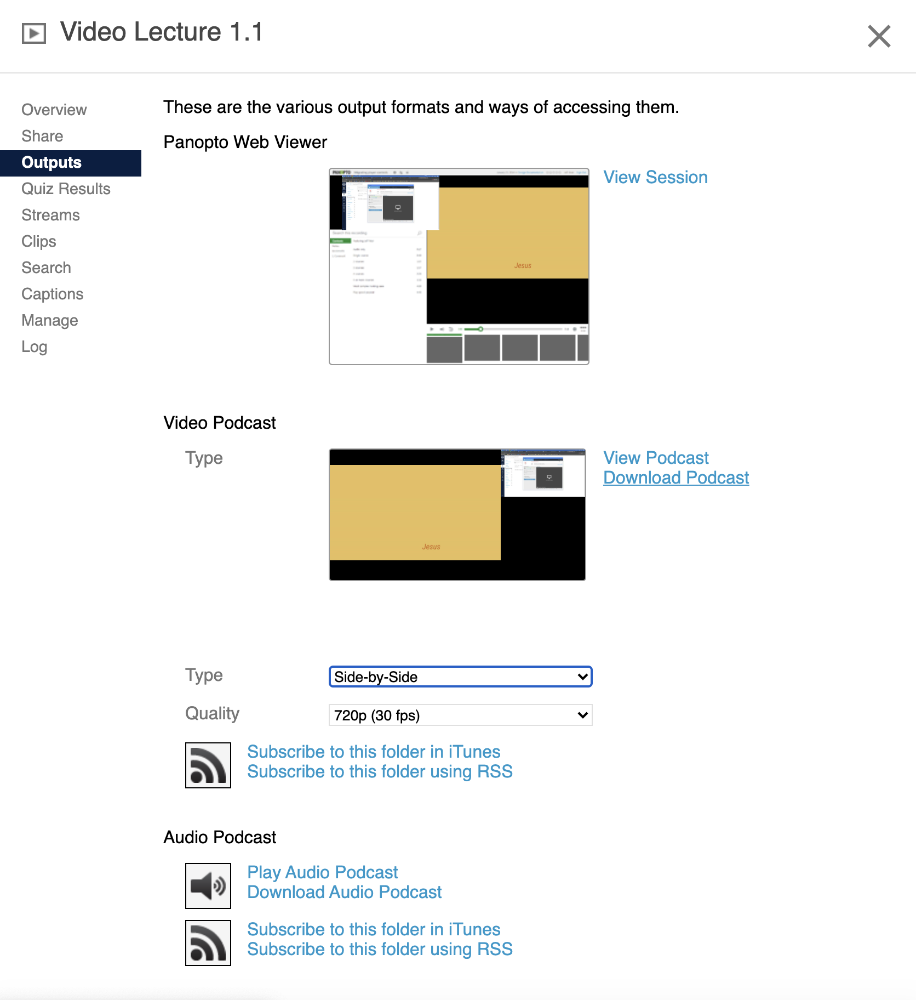 Video Lecture 1.1
Overview
Share
Outputs
Quiz Results
Streams
Clips
Search
Captions
Manage
Log
These are the various output formats and ways of accessing them.
Panopto Web Viewer
Search this recording
Jesus
View Session
Video Podcast
Type
Jesus
View Podcast
Download Podcast
Type
Side-by-Side
Quality
720p (30 fps)
Subscribe to this folder in iTunes
Subscribe to this folder using RSS
Audio Podcast
Play Audio Podcast
Download Audio Podcast
Subscribe to this folder in iTunes
Subscribe to this folder using RSS